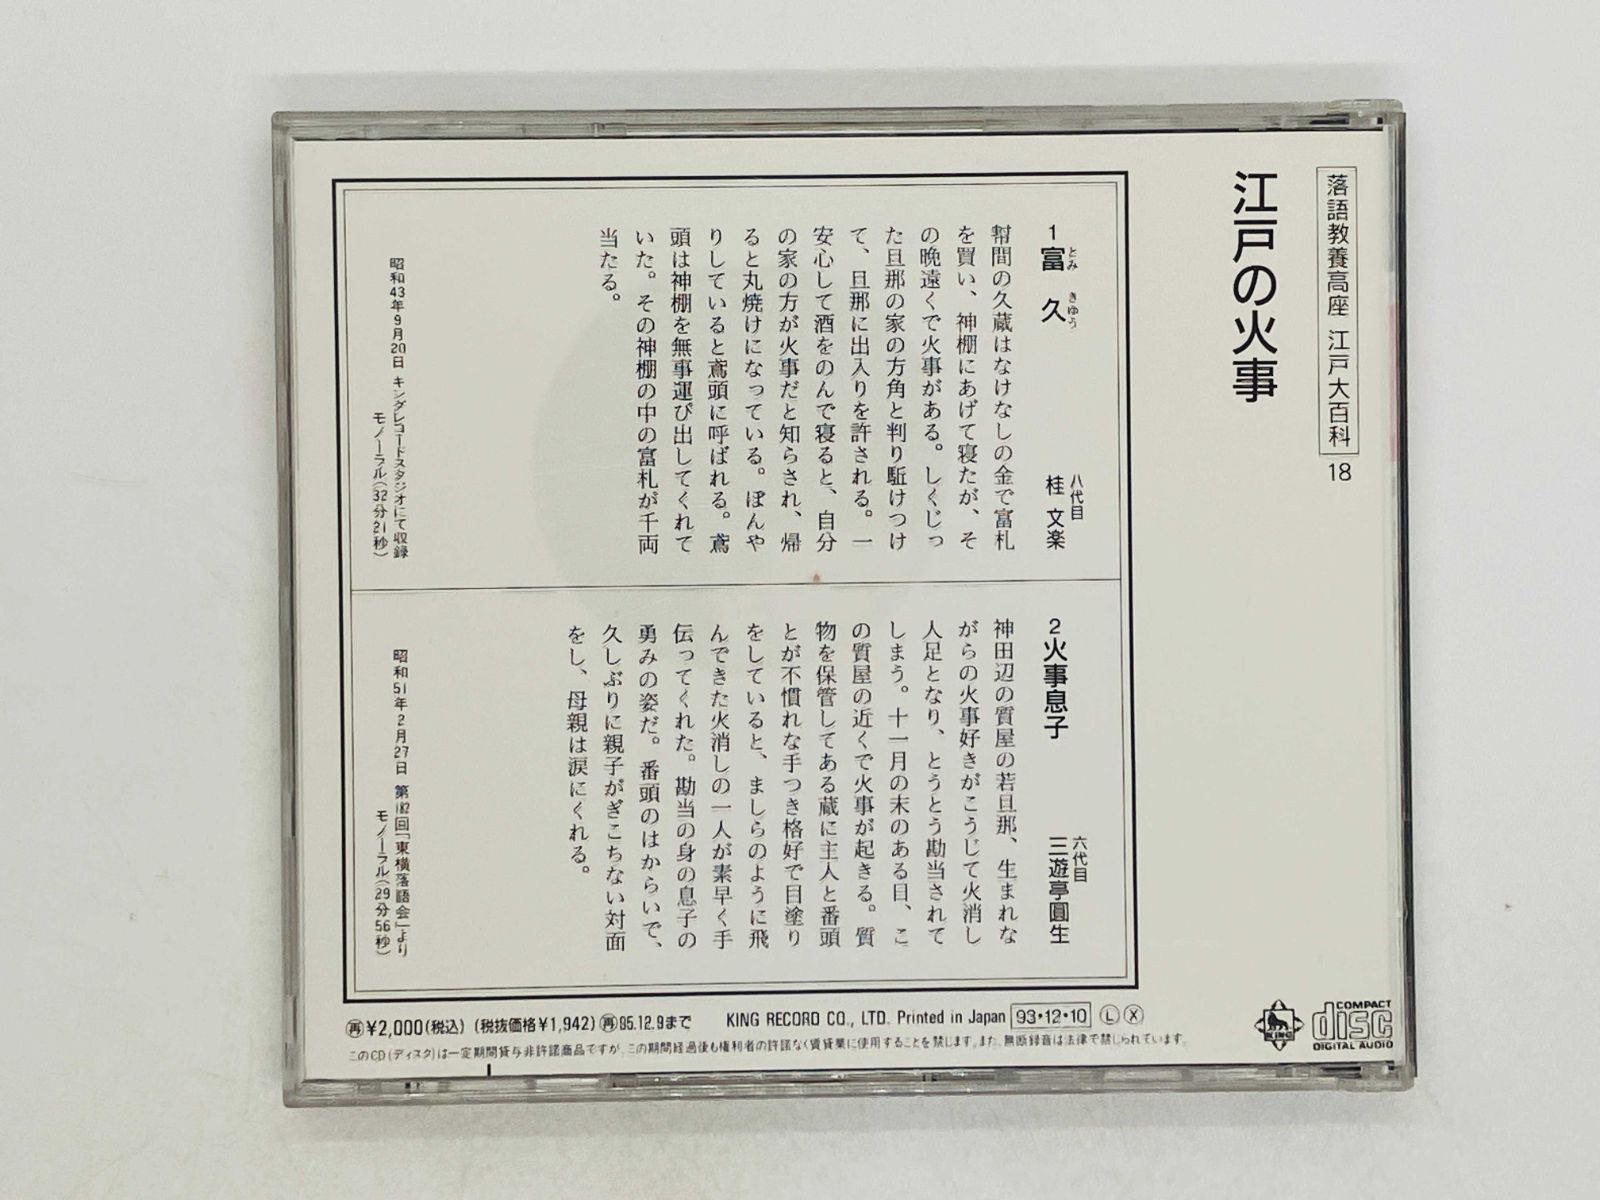 落語教養高座 江戸大百科 18
江戸の火事
1 富久
とみ きゆう
八代目
桂 文楽
幇間の久蔵はなけなしの金で富札
を買い、神棚にあげて寝たが、そ
の晩遠くで火事がある。しくじっ
た旦那の家の方角と判り駈けつけ
て、旦那に出入りを許される。一
安心して酒をのんで寝ると、自分
の家の方が火事だと知らされ、帰
ると丸焼けになっている。ぼんや
りしていると鳶頭に呼ばれる。鳶
頭は神棚を無事運び出してくれて
いた。その神棚の中の富札が千両
当たる。
昭和43年9月20日 キングレコードスタジオにて収録
モノーラル(32分21秒)
2 火事息子
六代目
三遊亭圓生
神田辺の質屋の若旦那、生まれな
がらの火事好きがこうじて火消し
人足となり、とうとう勘当されて
しまう。十一月の末のある日、こ
の質屋の近くで火事が起きる。質
物を保管してある蔵に主人と番頭
とが不慣れな手つき格好で目塗り
をしていると、ましらのように飛
んできた火消しの一人が素早く手
伝ってくれた。勘当の身の息子の
勇みの姿だ。番頭のはからいで、
久しぶりに親子がぎこちない対面
をし、母親は涙にくれる。
昭和51年2月27日 第182回「東横落語会」より
モノーラル(29分56秒)
㋐¥2,000(税込) (税抜価格¥1,942) 再95.12.9まで KING RECORD CO., LTD. Printed in Japan 93・12・10 Ⓛ Ⓧ
このCD(ディスク)は一定期間貸与非許諾商品ですが、この期間経過後も権利者の許諾なく賃貸業に使用することを禁じます。また、無断録音は法律で禁じられています。
KING
COMPACT
disc
DIGITAL AUDIO